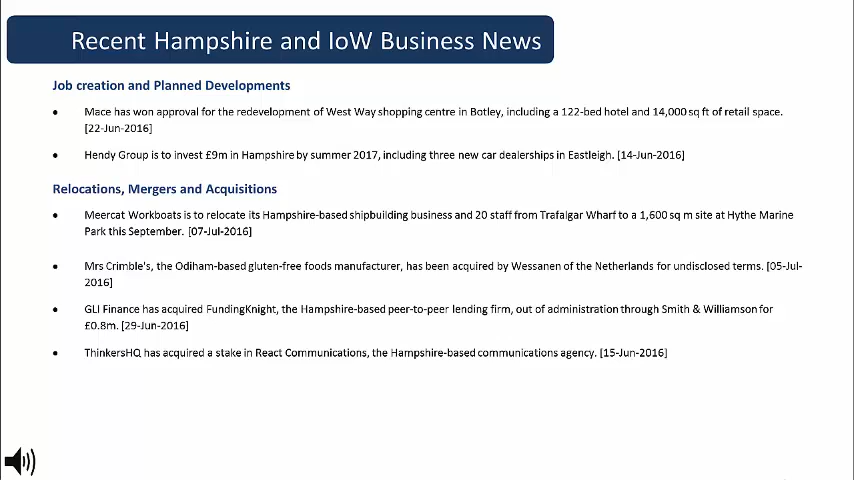 Recent Hampshire and IoW Business News
Job creation and Planned Developments
• Mace has won approval for the redevelopment of West Way shopping centre in Botley, including a 122-bed hotel and 14,000 sq ft of retail space.
[22-Jun-2016]
• Hendy Group is to invest £9m in Hampshire by summer 2017, including three new car dealerships in Eastleigh. [14-Jun-2016]
Relocations, Mergers and Acquisitions
• Meercat Workboats is to relocate its Hampshire-based shipbuilding business and 20 staff from Trafalgar Wharf to a 1,600 sq m site at Hythe Marine
Park this September. [07-Jul-2016]
• Mrs Crimble's, the Odiham-based gluten-free foods manufacturer, has been acquired by Wessanen of the Netherlands for undisclosed terms. [05-Jul-
2016]
• GLI Finance has acquired FundingKnight, the Hampshire-based peer-to-peer lending firm, out of administration through Smith & Williamson for
£0.8m. [29-Jun-2016]
• ThinkersHQ has acquired a stake in React Communications, the Hampshire-based communications agency. [15-Jun-2016]